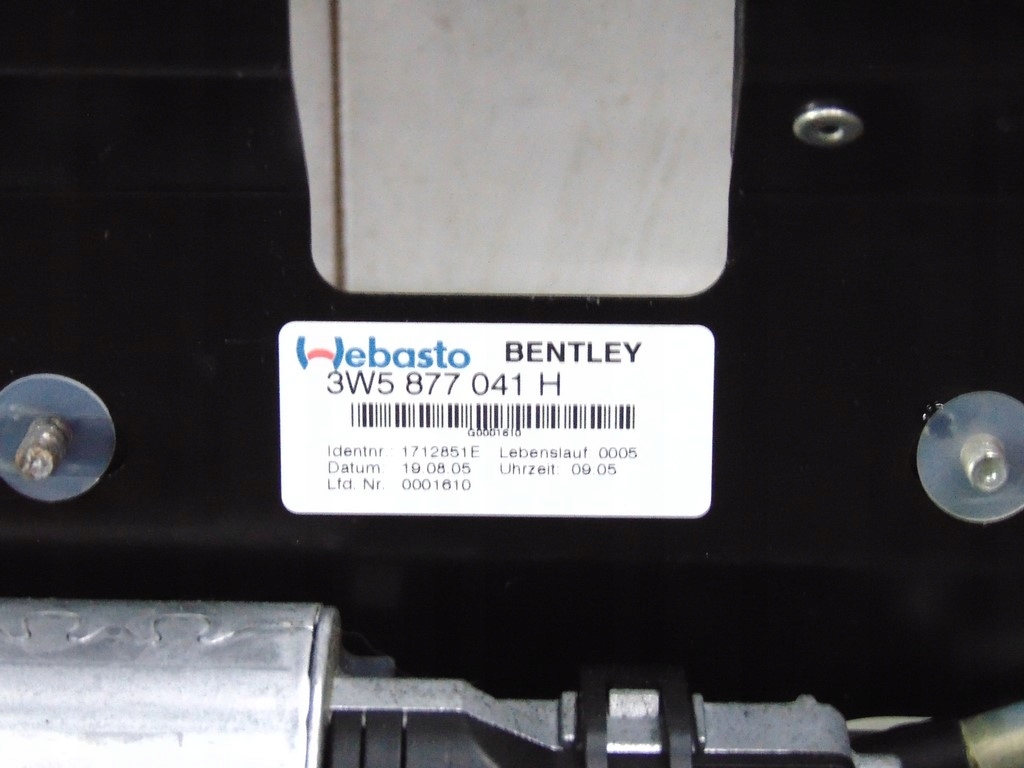 Webasto BENTLEY
3W5 877 041 H
G0001610
Identnr.: 1712851E Lebenslauf 0005
Datum: 19.08.05 Uhrzeit: 09.05
Lfd. Nr. 0001610